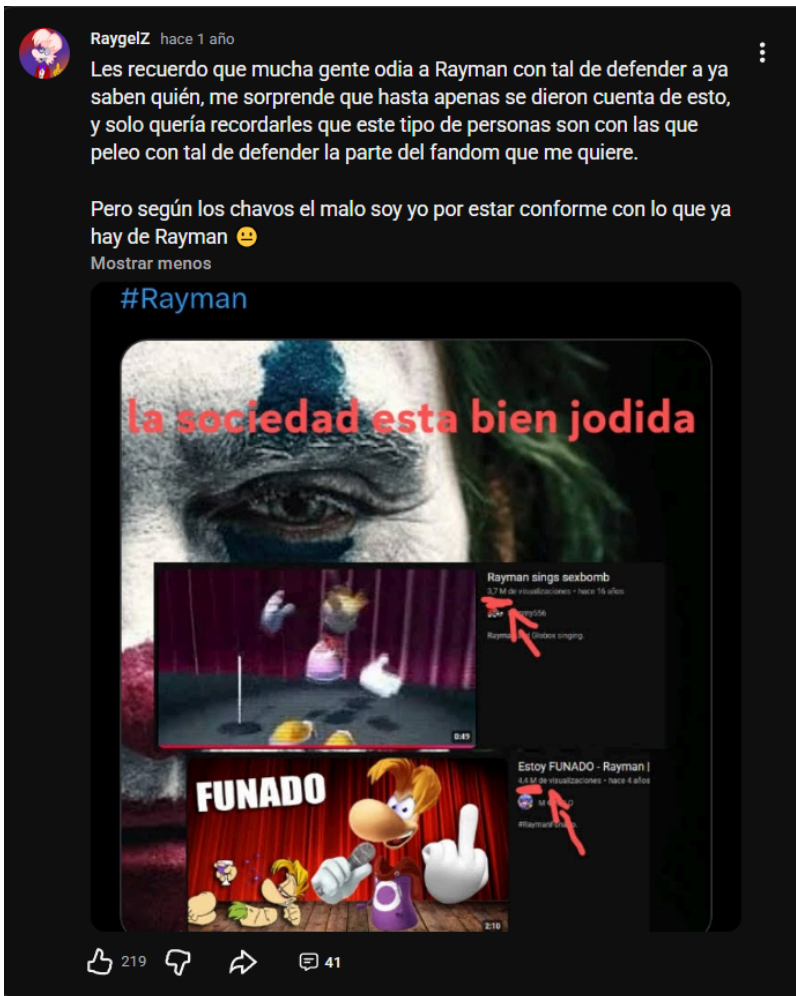 RaygelZ hace 1 año
Les recuerdo que mucha gente odia a Rayman con tal de defender a ya
saben quién, me sorprende que hasta apenas se dieron cuenta de esto,
y solo quería recordarles que este tipo de personas son con las que
peleo con tal de defender la parte del fandom que me quiere.
Pero según los chavos el malo soy yo por estar conforme con lo que ya
hay de Rayman 😐
Mostrar menos
#Rayman
la sociedad esta bien jodida
Rayman sings sexbomb
3,7 M de visualizaciones • hace 16 años
Globox singing.
0:49
Estoy FUNADO - Rayman |
4,4 M de visualizaciones • hace 4 años
FUNADO
2:10
219
41